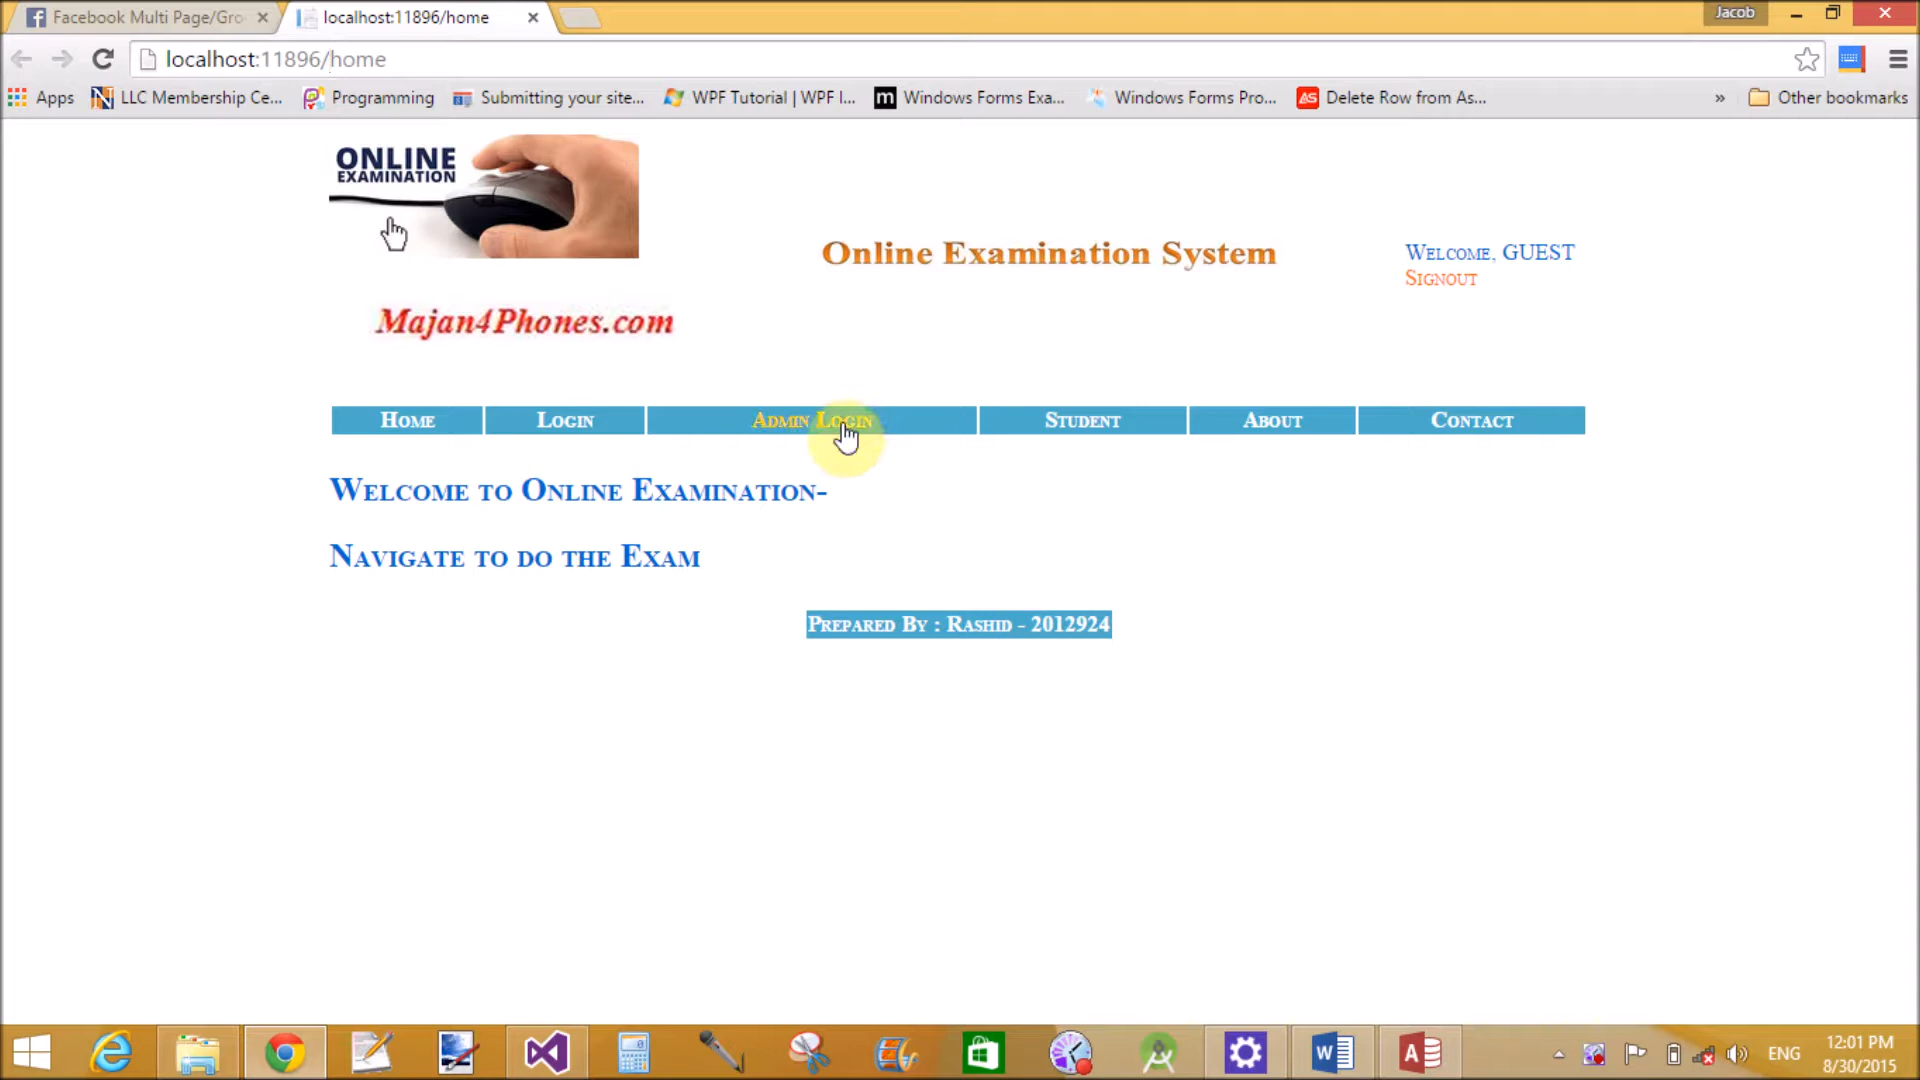 Facebook Multi Page/Gro
localhost:11896/home
Jacob
localhost:11896/home
Apps
LLC Membership Ce...
Programming
Submitting your site...
WPF Tutorial | WPF I...
Windows Forms Exa...
Windows Forms Pro...
Delete Row from As...
»
Other bookmarks
ONLINE
EXAMINATION
Online Examination System
Welcome, GUEST
Signout
Majan4Phones.com
Home
Login
Admin Login
Student
About
Contact
Welcome to Online Examination-
Navigate to do the Exam
Prepared By : Rashid - 2012924
ENG
12:01 PM
8/30/2015